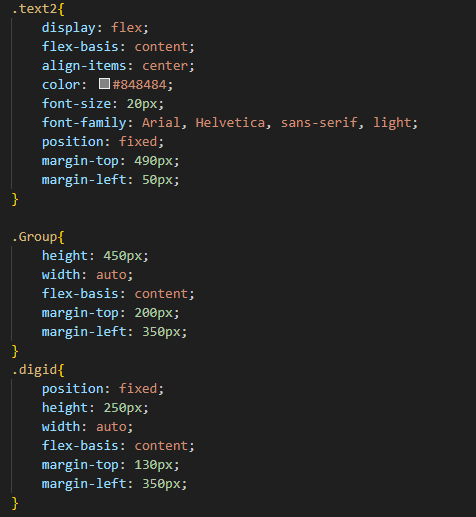 .text2{
    display: flex;
    flex-basis: content;
    align-items: center;
    color: #848484;
    font-size: 20px;
    font-family: Arial, Helvetica, sans-serif, light;
    position: fixed;
    margin-top: 490px;
    margin-left: 50px;
}

.Group{
    height: 450px;
    width: auto;
    flex-basis: content;
    margin-top: 200px;
    margin-left: 350px;
}
.digid{
    position: fixed;
    height: 250px;
    width: auto;
    flex-basis: content;
    margin-top: 130px;
    margin-left: 350px;
}